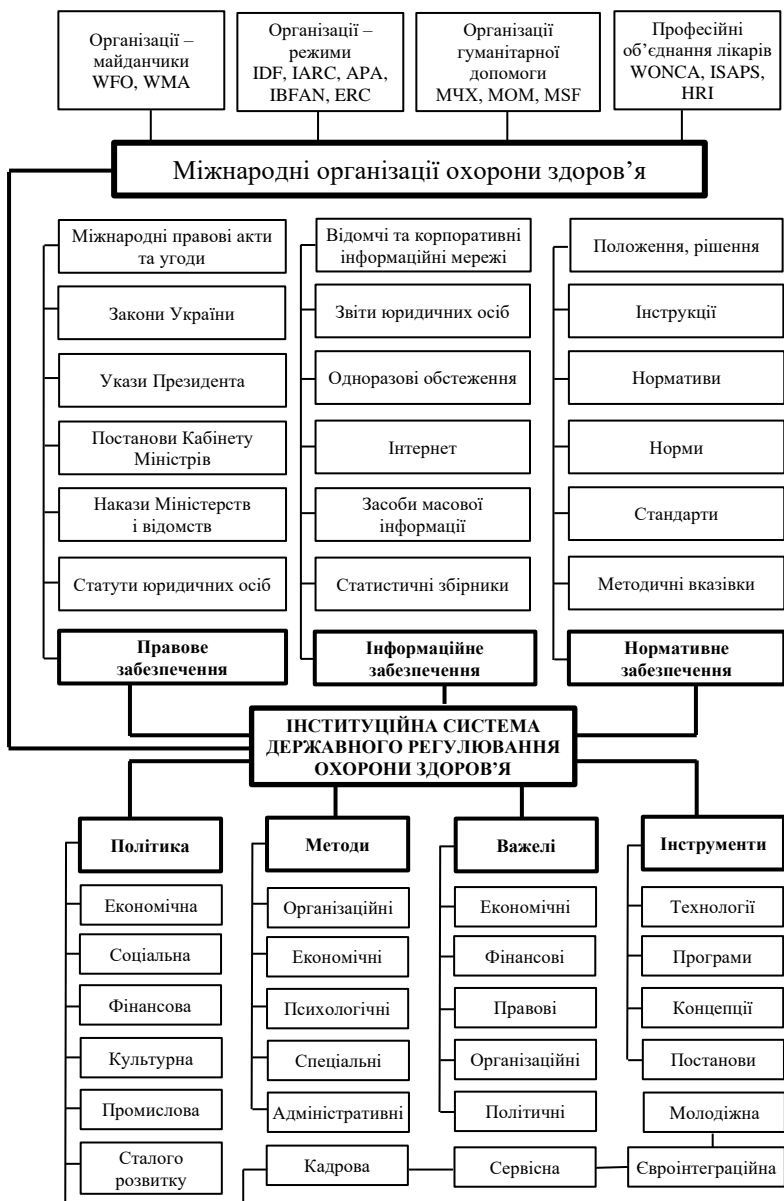 Організації –
майданчики
WFO, WMA
Організації –
режими
IDF, IARC, APA,
IBFAN, ERC
Організації
гуманітарної
допомоги
МЧХ, МОМ, MSF
Професійні
об’єднання лікарів
WONCA, ISAPS,
HRI
Міжнародні організації охорони здоров’я
Міжнародні правові акти
та угоди
Закони України
Укази Президента
Постанови Кабінету
Міністрів
Накази Міністерств
і відомств
Статути юридичних осіб
Правове
забезпечення
Відомчі та корпоративні
інформаційні мережі
Звіти юридичних осіб
Одноразові обстеження
Інтернет
Засоби масової
інформації
Статистичні збірники
Інформаційне
забезпечення
Положення, рішення
Інструкції
Нормативи
Норми
Стандарти
Методичні вказівки
Нормативне
забезпечення
ІНСТИТУЦІЙНА СИСТЕМА
ДЕРЖАВНОГО РЕГУЛЮВАННЯ
ОХОРОНИ ЗДОРОВ’Я
Політика
Економічна
Соціальна
Фінансова
Культурна
Промислова
Сталого
розвитку
Методи
Організаційні
Економічні
Психологічні
Спеціальні
Адміністративні
Важелі
Економічні
Фінансові
Правові
Організаційні
Політичні
Інструменти
Технології
Програми
Концепції
Постанови
Молодіжна
Кадрова
Сервісна
Євроінтеграційна